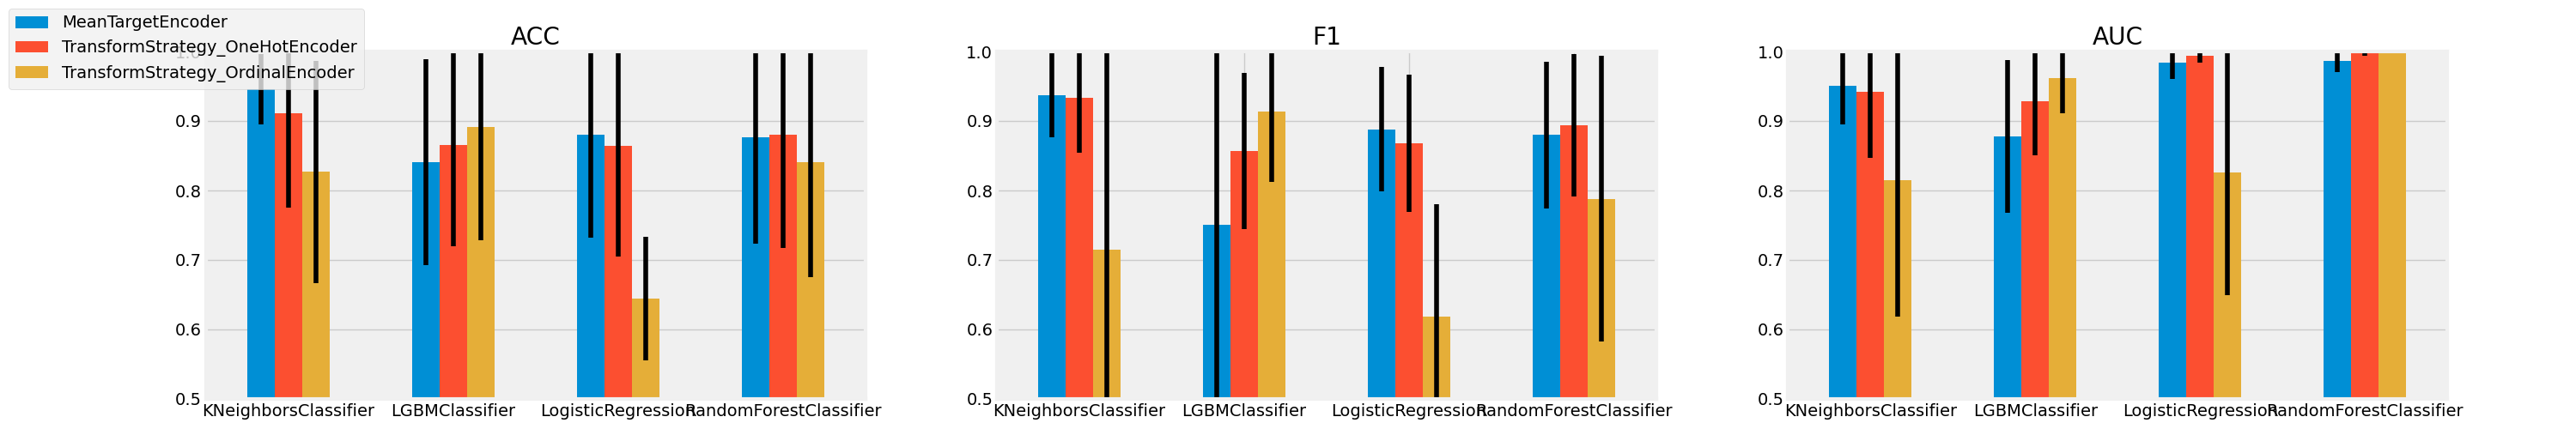 MeanTargetEncoder
TransformStrategy_OneHotEncoder
TransformStrategy_OrdinalEncoder
ACC
1.0
0.9
0.8
0.7
0.6
0.5
KNeighborsClassifier LGBMClassifier LogisticRegression RandomForestClassifier
F1
1.0
0.9
0.8
0.7
0.6
0.5
KNeighborsClassifier LGBMClassifier LogisticRegression RandomForestClassifier
AUC
1.0
0.9
0.8
0.7
0.6
0.5
KNeighborsClassifier LGBMClassifier LogisticRegression RandomForestClassifier